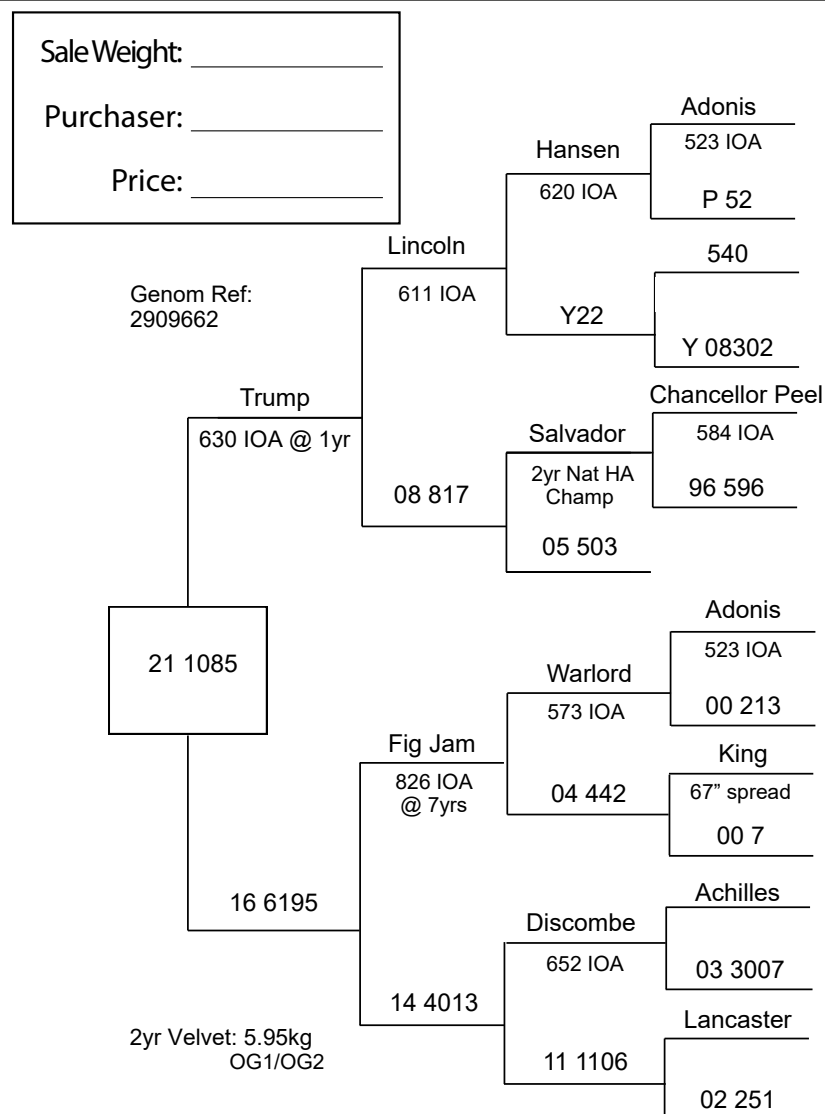 Sale Weight:
Purchaser:
Price:
Genom Ref:
2909662
Adonis
523 IOA
Hansen
620 IOA
P 52
Lincoln
611 IOA
540
Y22
Y 08302
Trump
630 IOA @ 1yr
Chancellor Peel
584 IOA
Salvador
2yr Nat HA
Champ
96 596
08 817
05 503
21 1085
Adonis
523 IOA
Warlord
573 IOA
00 213
Fig Jam
826 IOA
@ 7yrs
King
67” spread
04 442
00 7
16 6195
Achilles
Discombe
652 IOA
03 3007
14 4013
Lancaster
11 1106
02 251
2yr Velvet: 5.95kg
OG1/OG2